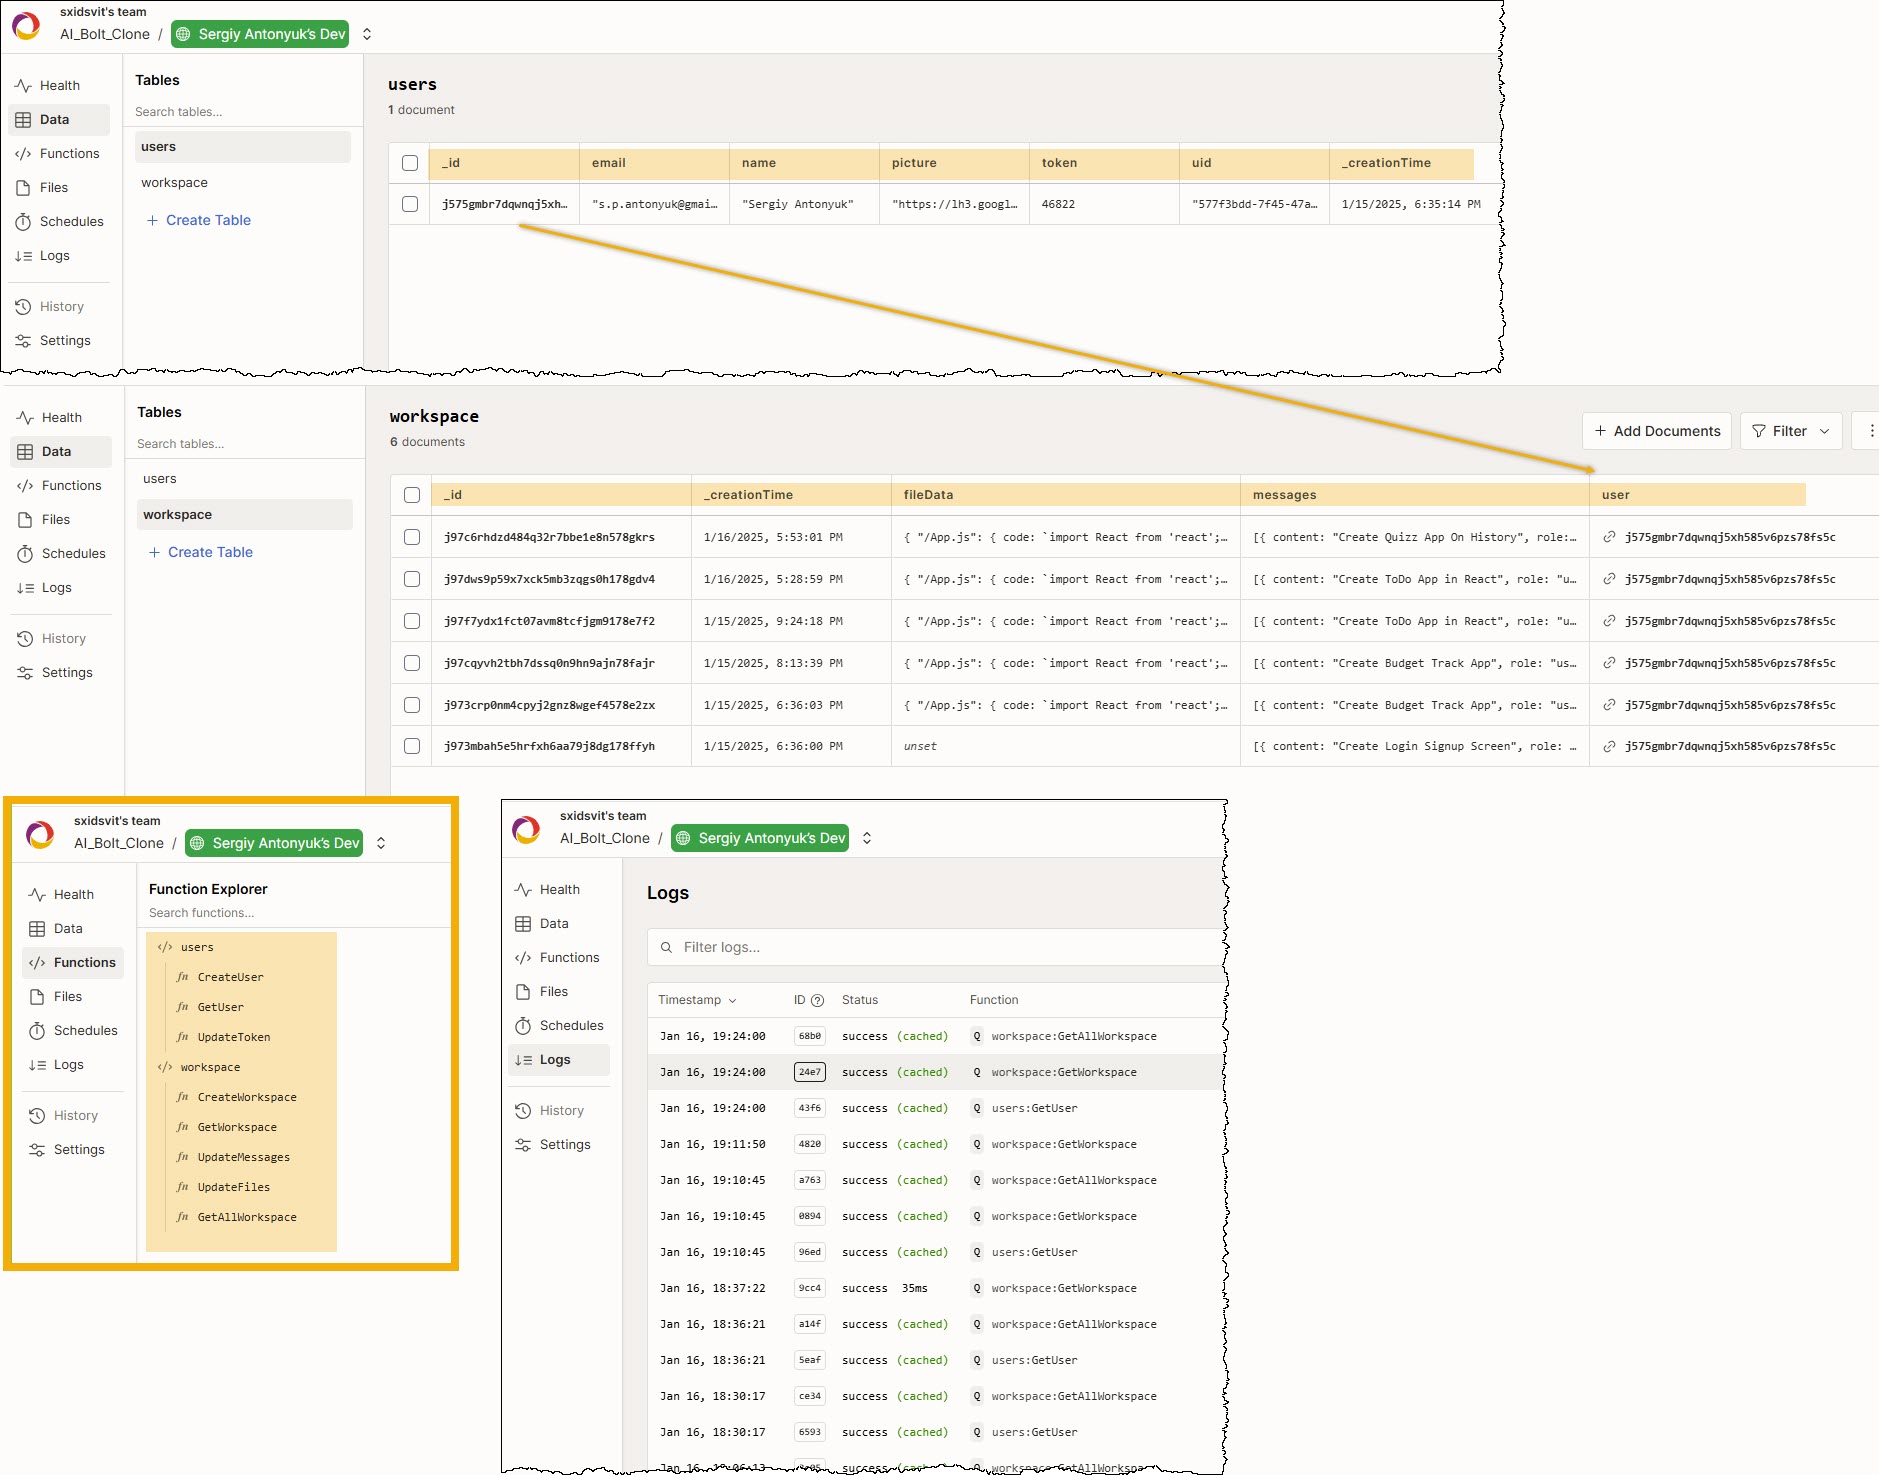 sxidsvit's team
AI_Bolt_Clone / Sergiy Antonyuk's Dev
Health
Data
Functions
Files
Schedules
Logs
History
Settings
Tables
Search tables...
users
workspace
+ Create Table
users
1 document
_id email name picture token uid _creationTime
j575gmbr7dqwnqj5xh… "s.p.antonyuk@gmai… "Sergiy Antonyuk" "https://lh3.googl… 46822 "577f3bdd-7f45-47a… 1/15/2025, 6:35:14 PM
Health
Data
Functions
Files
Schedules
Logs
History
Settings
Tables
Search tables...
users
workspace
+ Create Table
workspace
6 documents
+ Add Documents Filter
_id _creationTime fileData messages user
j97c6rhdzd484q32r7bbe1e8n578gkrs 1/16/2025, 5:53:01 PM { "/App.js": { code: `import React from 'react';… [{ content: "Create Quizz App On History", role:… j575gmbr7dqwnqj5xh585v6pzs78fs5c
j97dws9p59x7xck5mb3zqgs0h178gdv4 1/16/2025, 5:28:59 PM { "/App.js": { code: `import React from 'react';… [{ content: "Create ToDo App in React", role: "u… j575gmbr7dqwnqj5xh585v6pzs78fs5c
j97f7ydx1fct07avm8tcfjgm9178e7f2 1/15/2025, 9:24:18 PM { "/App.js": { code: `import React from 'react';… [{ content: "Create ToDo App in React", role: "u… j575gmbr7dqwnqj5xh585v6pzs78fs5c
j97cqyvh2tbh7dssq0n9hn9ajn78fajr 1/15/2025, 8:13:39 PM { "/App.js": { code: `import React from 'react';… [{ content: "Create Budget Track App", role: "us… j575gmbr7dqwnqj5xh585v6pzs78fs5c
j973crp0nm4cpyj2gnz8wgef4578e2zx 1/15/2025, 6:36:03 PM { "/App.js": { code: `import React from 'react';… [{ content: "Create Budget Track App", role: "us… j575gmbr7dqwnqj5xh585v6pzs78fs5c
j973mbah5e5hrfxh6aa79j8dg178ffyh 1/15/2025, 6:36:00 PM unset [{ content: "Create Login Signup Screen", role: … j575gmbr7dqwnqj5xh585v6pzs78fs5c
sxidsvit's team
AI_Bolt_Clone / Sergiy Antonyuk's Dev
Health
Data
Functions
Files
Schedules
Logs
History
Settings
Function Explorer
Search functions...
</> users
fn CreateUser
fn GetUser
fn UpdateToken
</> workspace
fn CreateWorkspace
fn GetWorkspace
fn UpdateMessages
fn UpdateFiles
fn GetAllWorkspace
sxidsvit's team
AI_Bolt_Clone / Sergiy Antonyuk's Dev
Health
Data
Functions
Files
Schedules
Logs
History
Settings
Logs
Filter logs...
Timestamp ID Status Function
Jan 16, 19:24:00 68b0 success (cached) Q workspace:GetAllWorkspace
Jan 16, 19:24:00 24e7 success (cached) Q workspace:GetWorkspace
Jan 16, 19:24:00 43f6 success (cached) Q users:GetUser
Jan 16, 19:11:50 4820 success (cached) Q workspace:GetWorkspace
Jan 16, 19:10:45 a763 success (cached) Q workspace:GetAllWorkspace
Jan 16, 19:10:45 0894 success (cached) Q workspace:GetWorkspace
Jan 16, 19:10:45 96ed success (cached) Q users:GetUser
Jan 16, 18:37:22 9cc4 success 35ms Q workspace:GetWorkspace
Jan 16, 18:36:21 a14f success (cached) Q workspace:GetAllWorkspace
Jan 16, 18:36:21 5eaf success (cached) Q users:GetUser
Jan 16, 18:30:17 ce34 success (cached) Q workspace:GetAllWorkspace
Jan 16, 18:30:17 6593 success (cached) Q users:GetUser
Jan 16, success (cached) Q workspace:GetAllWorkspace